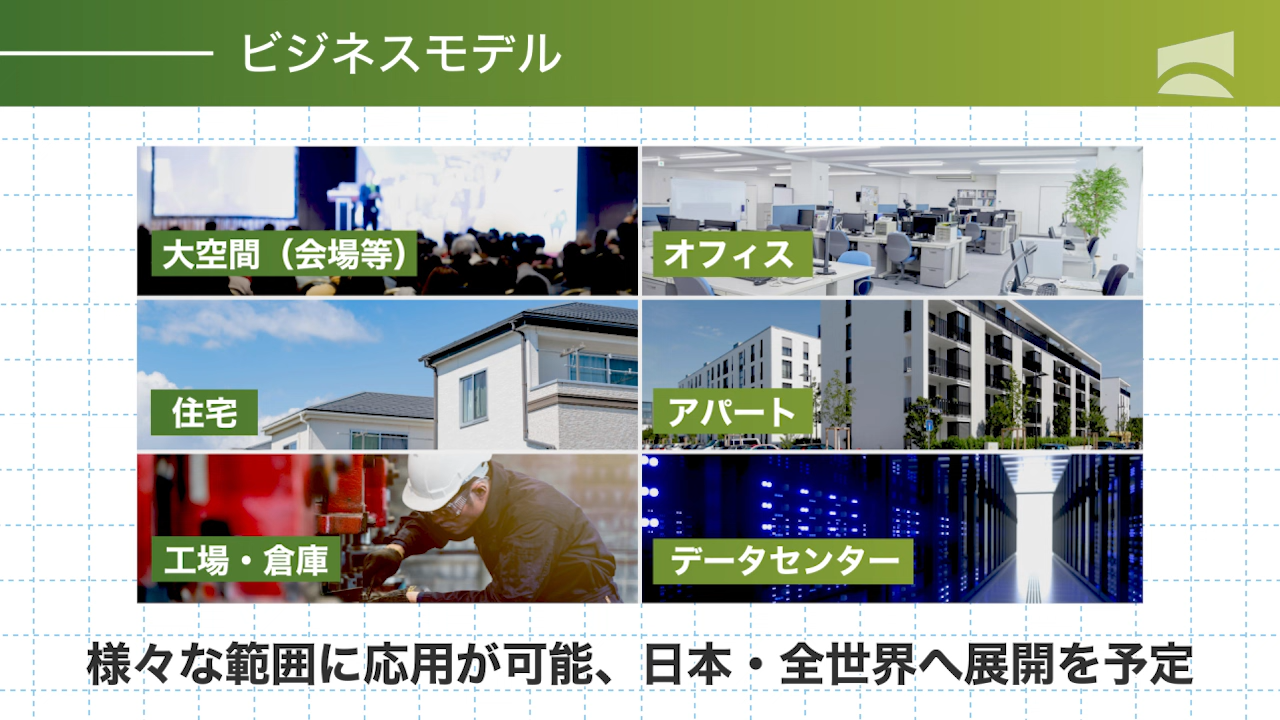 ビジネスモデル
大空間（会場等）
オフィス
住宅
アパート
工場・倉庫
データセンター
様々な範囲に応用が可能、日本・全世界へ展開を予定